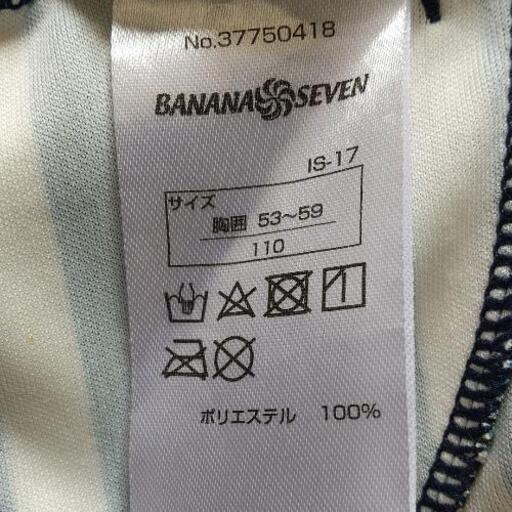 No.37750418
BANANA SEVEN
IS-17
サイズ
胸囲 53~59
110
ポリエステル 100%